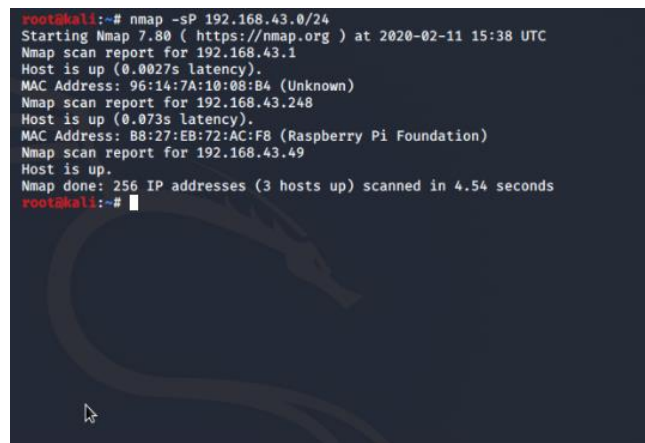 root@kali:~# nmap -sP 192.168.43.0/24
Starting Nmap 7.80 ( https://nmap.org ) at 2020-02-11 15:38 UTC
Nmap scan report for 192.168.43.1
Host is up (0.0027s latency).
MAC Address: 96:14:7A:10:08:B4 (Unknown)
Nmap scan report for 192.168.43.248
Host is up (0.073s latency).
MAC Address: B8:27:EB:72:AC:F8 (Raspberry Pi Foundation)
Nmap scan report for 192.168.43.49
Host is up.
Nmap done: 256 IP addresses (3 hosts up) scanned in 4.54 seconds
root@kali:~#